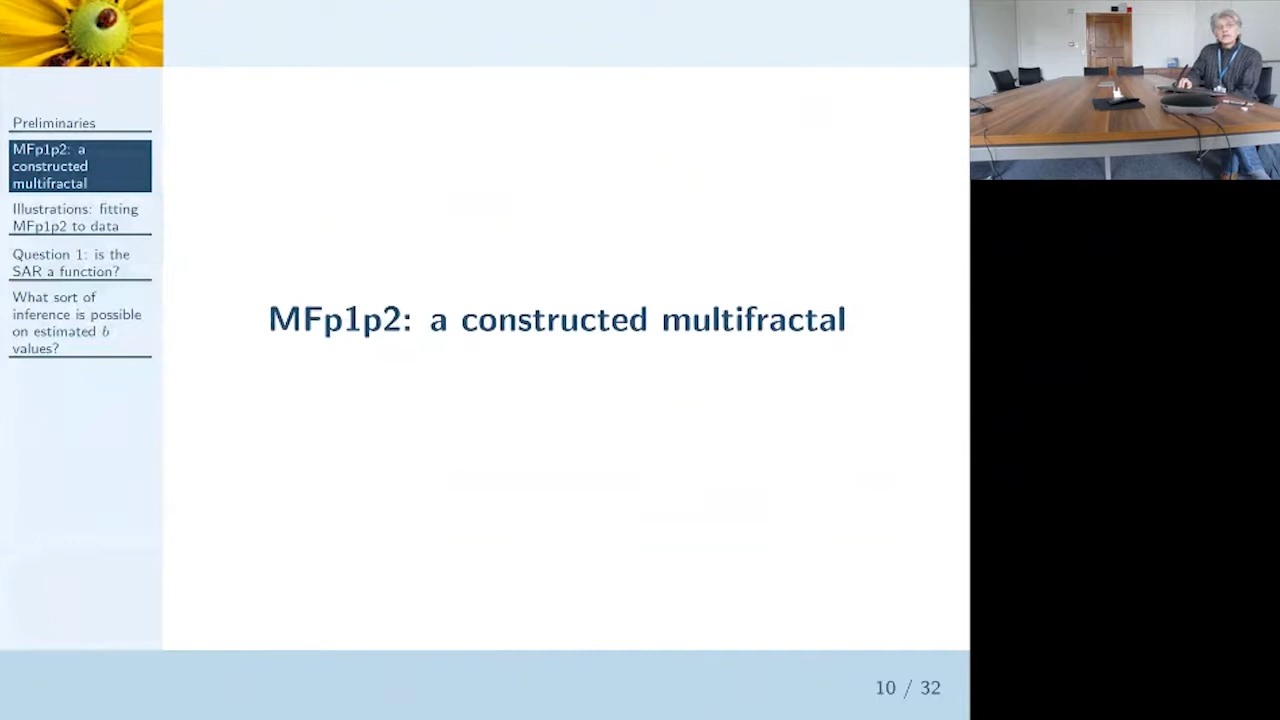 Preliminaries
MFp1p2: a
constructed
multifractal
Illustrations: fitting
MFp1p2 to data
Question 1: is the
SAR a function?
What sort of
inference is possible
on estimated b
values?
MFp1p2: a constructed multifractal
10 / 32